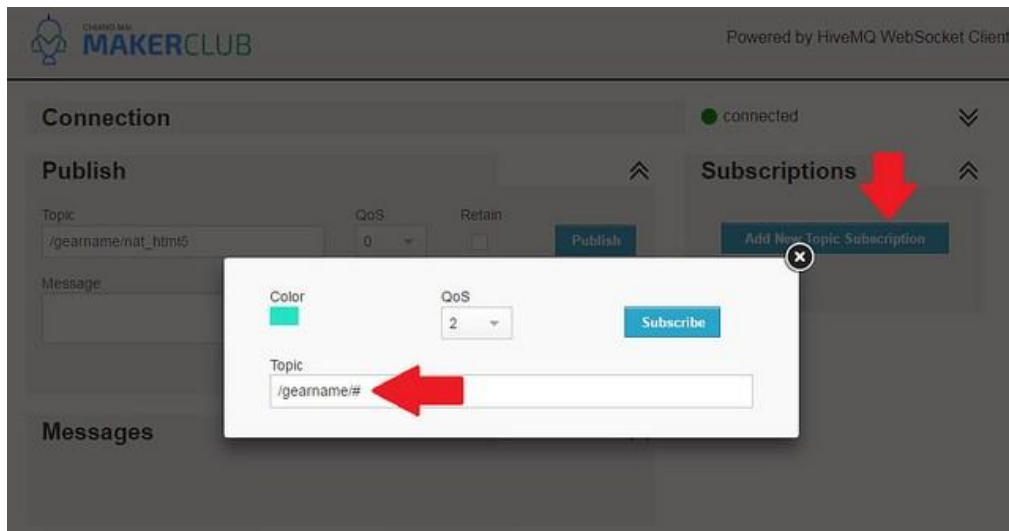 CHIANG MAI
MAKERCLUB
Powered by HiveMQ WebSocket Client
Connection
connected
Publish
Subscriptions
Topic
QoS
Retain
/gearname/nat_html5
0
Publish
Add New Topic Subscription
Message
Color
QoS
2
Subscribe
Topic
/gearname/#
Messages